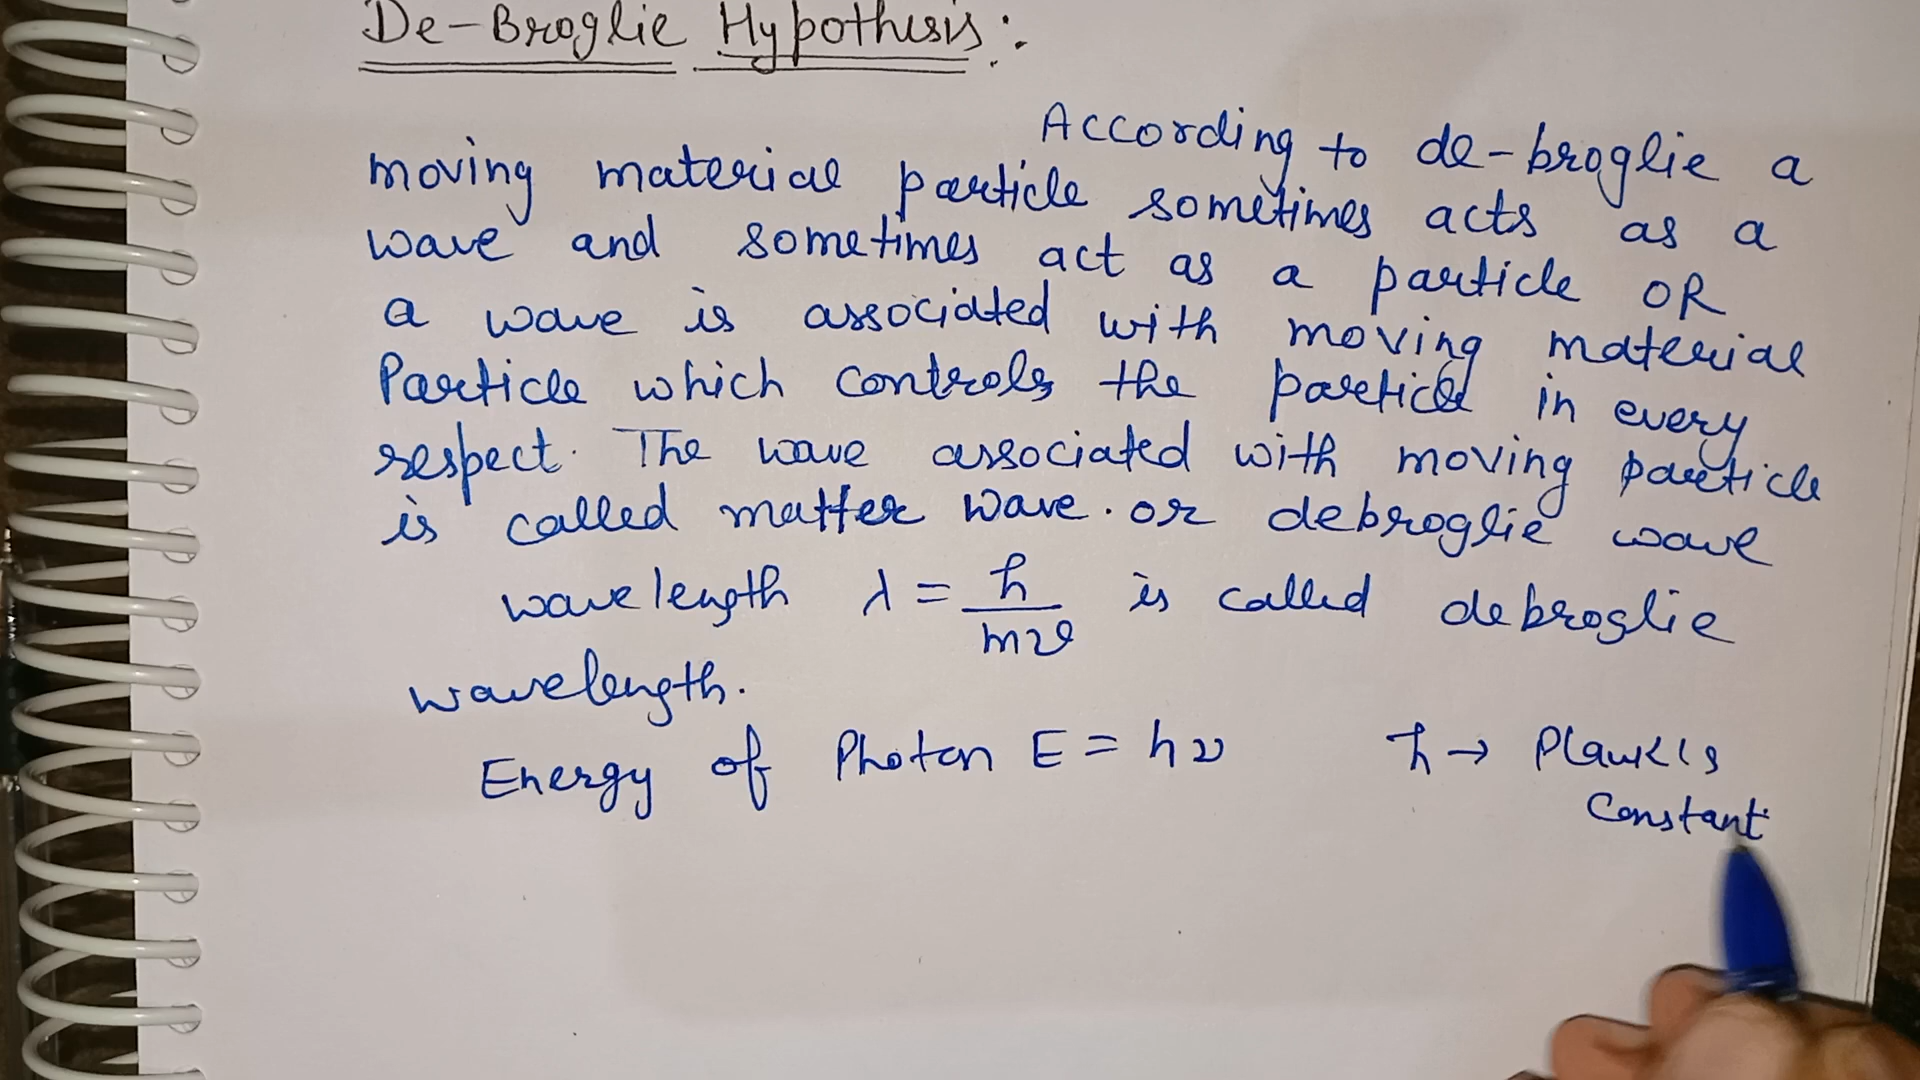 De-Broglie Hypothesis :
According to de-broglie a
moving material particle sometimes acts as a
wave and sometimes act as a particle OR
a wave is associated with moving material
Particle which controls the particle in every
respect. The wave associated with moving particle
is called matter wave. or debroglie wave
wavelength λ = ħ/mv is called debroglie
wavelength.
Energy of Photon E = hν ħ → Planck's
Constant